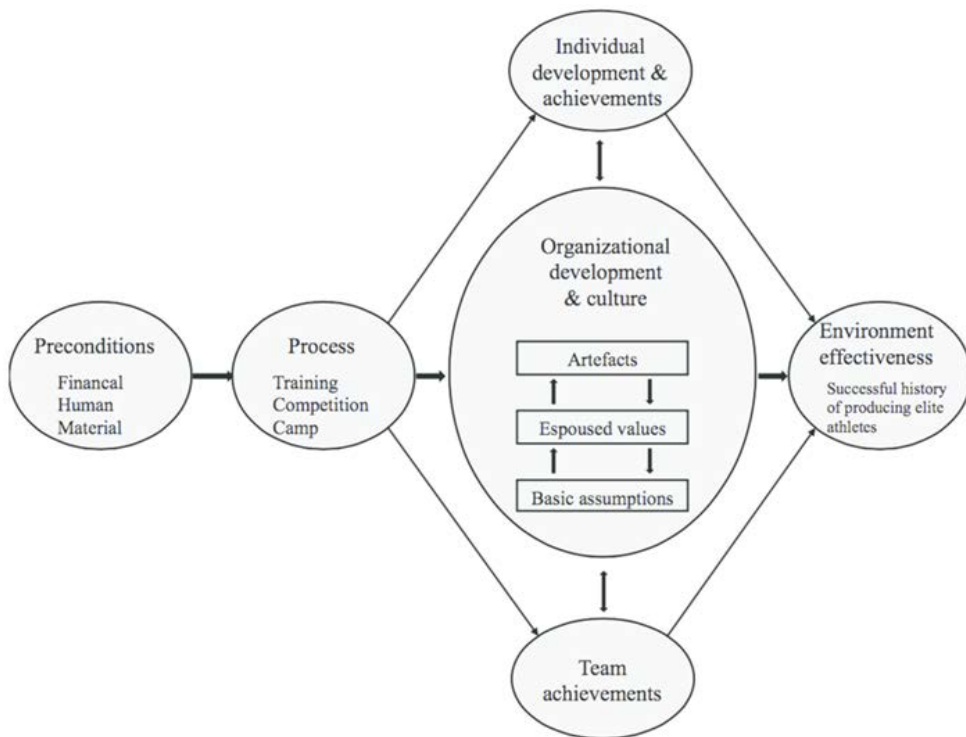 Individual
development &
achievements
Organizational
development
& culture
Artefacts
Espoused values
Basic assumptions
Preconditions
Financal
Human
Material
Process
Training
Competition
Camp
Environment
effectiveness
Successful history
of producing elite
athletes
Team
achievements